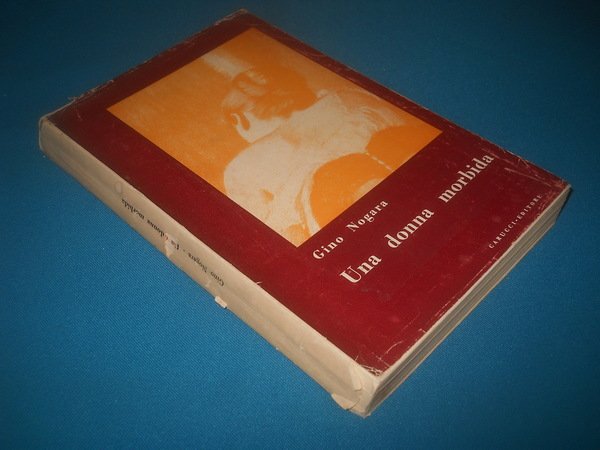 Gino Nogara
Una donna morbida
CARUCCI-EDITORE
Gino Nogara - Una donna morbida